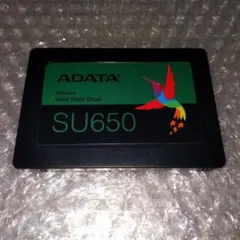 ADATA
Ultimate
Solid State Drive
SU650